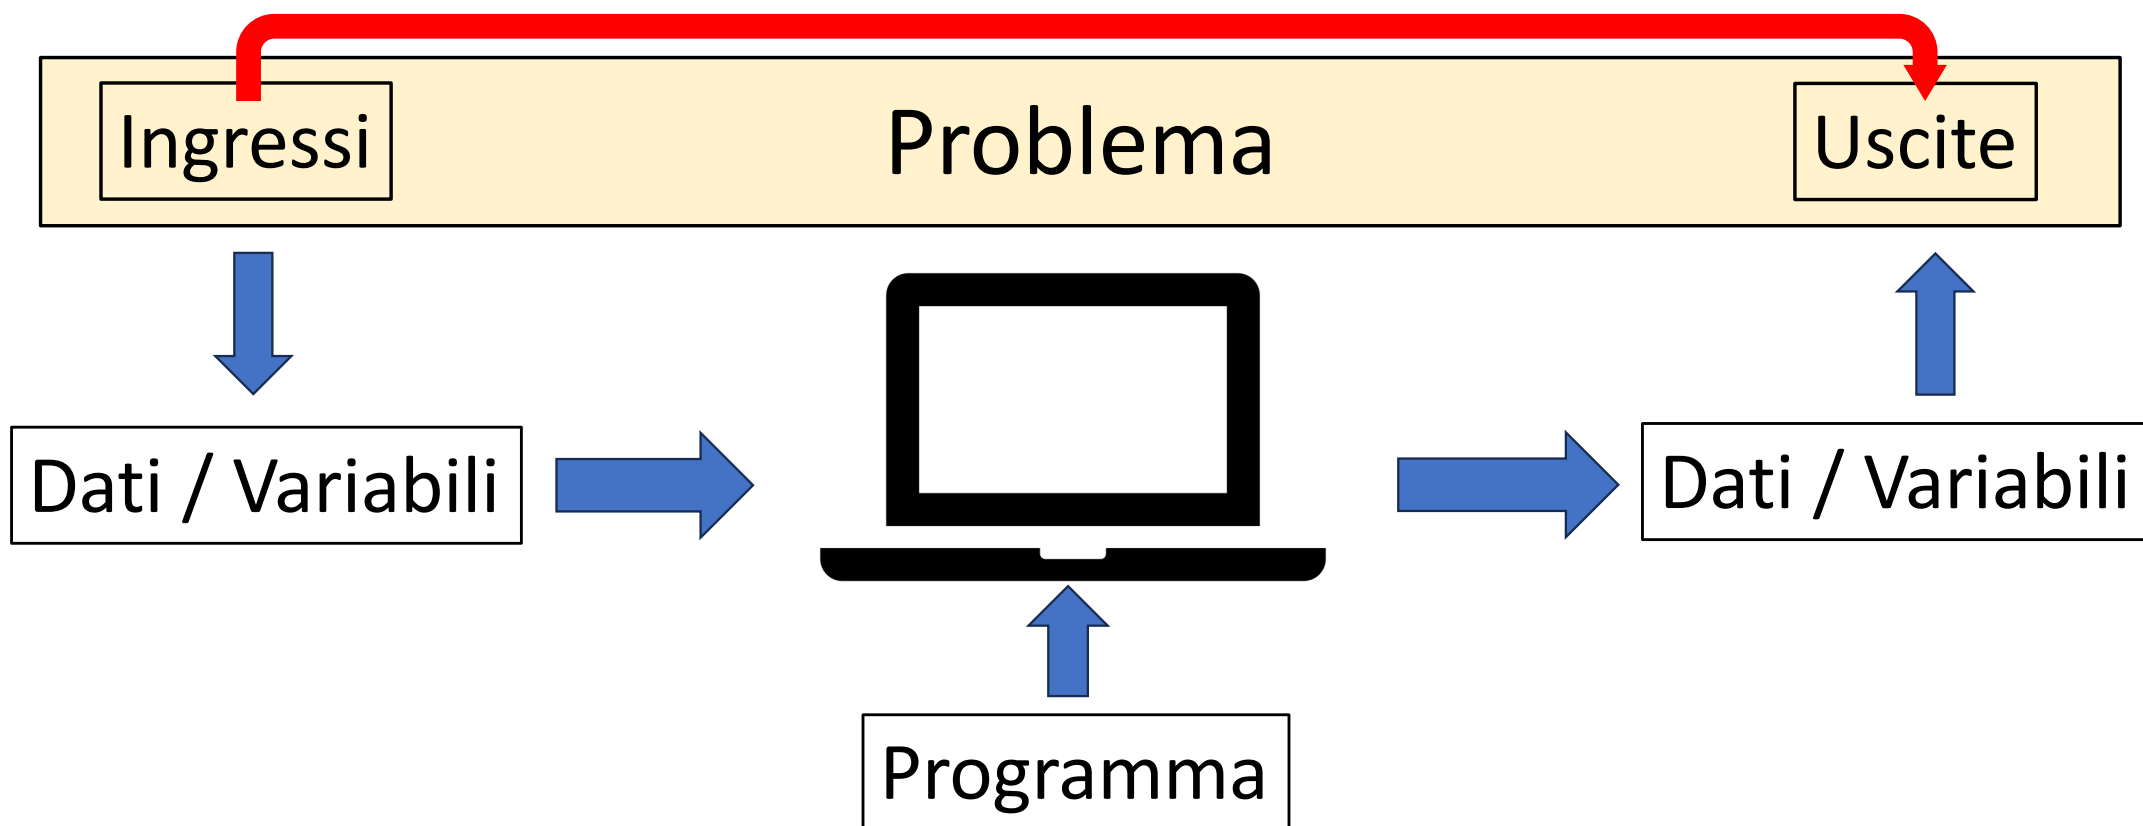 Ingressi
Problema
Uscite
Dati / Variabili
Dati / Variabili
Programma